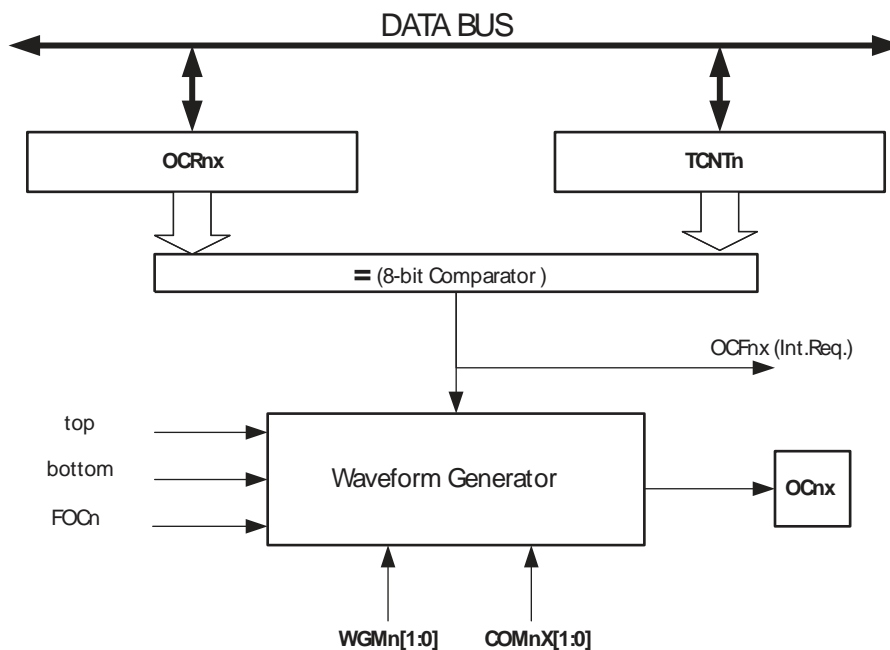 DATA BUS
OCRnx
TCNTn
= (8-bit Comparator )
OCFnx (Int.Req.)
top
bottom
FOCn
Waveform Generator
OCnx
WGMn[1:0]
COMnX[1:0]